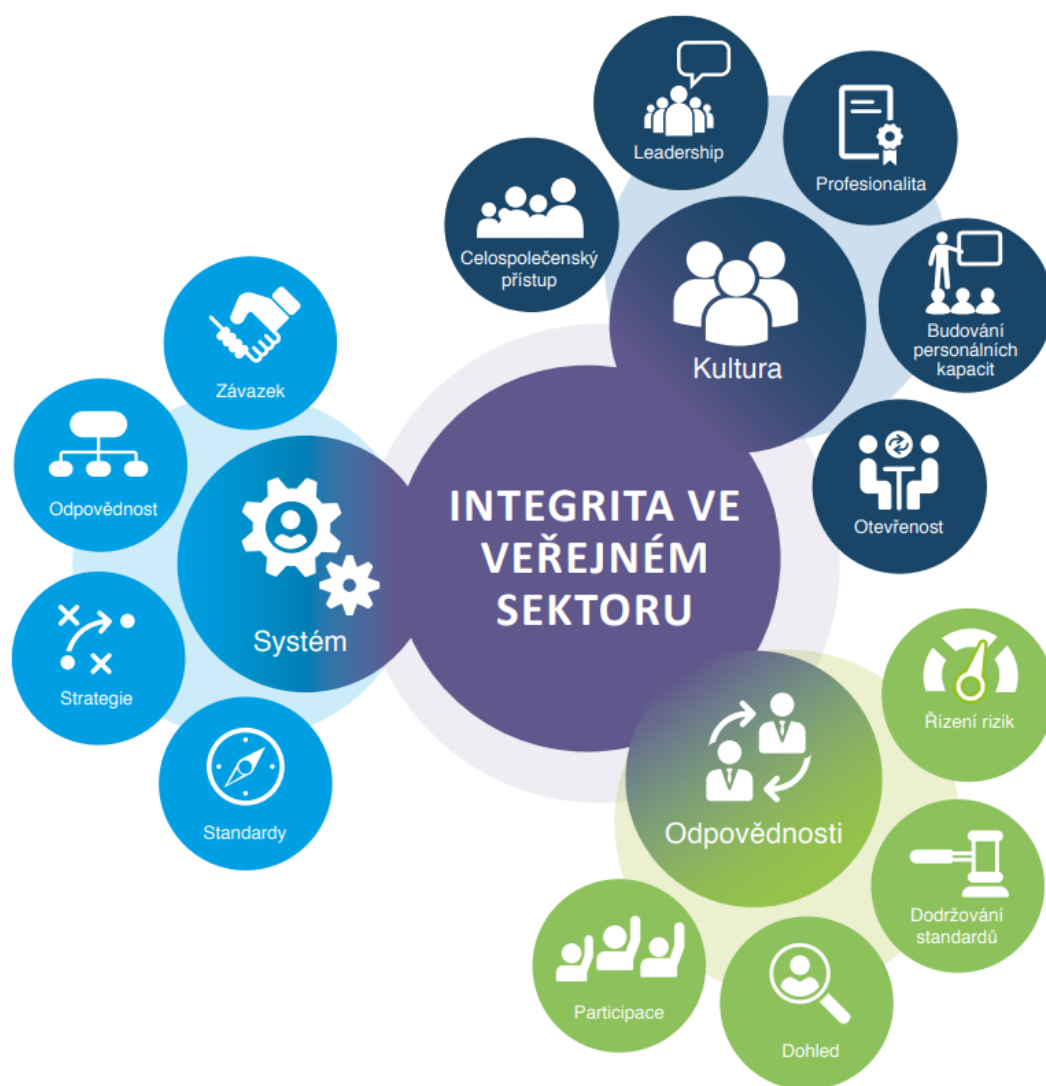 Leadership
Profesionalita
Celospolečenský
přístup
Budování
personálních
kapacit
Kultura
Otevřenost
Závazek
Odpovědnost
Systém
Strategie
Standardy
INTEGRITA VE
VEŘEJNÉM
SEKTORU
Řízení rizik
Odpovědnosti
Dodržování
standardů
Participace
Dohled